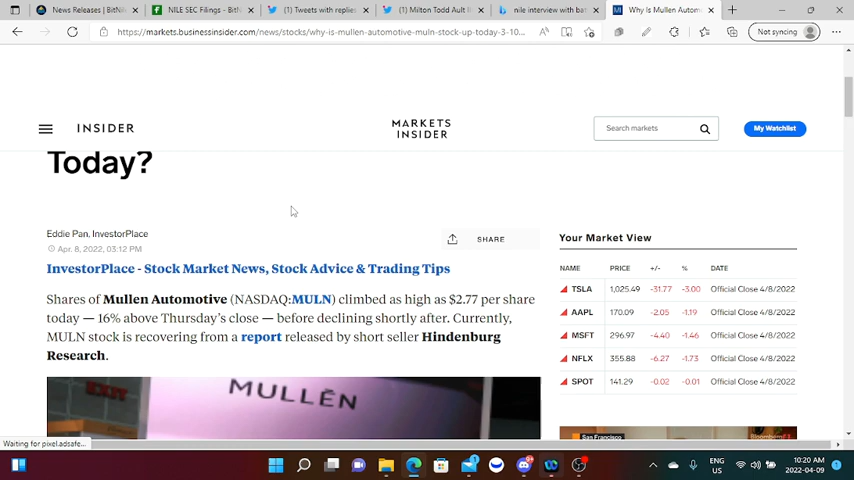 News Releases | BitNile
NILE SEC Filings - BitN
(1) Tweets with replies
(1) Milton Todd Ault II
nile interview with bar
Why Is Mullen Autom
https://markets.businessinsider.com/news/stocks/why-is-mullen-automotive-muln-stock-up-today-3-10...
Not syncing
INSIDER
MARKETS
INSIDER
Search markets
My Watchlist
Today?
Eddie Pan, InvestorPlace
Apr. 8, 2022, 03:12 PM
SHARE
InvestorPlace - Stock Market News, Stock Advice & Trading Tips
Shares of Mullen Automotive (NASDAQ:MULN) climbed as high as $2.77 per share
today — 16% above Thursday's close — before declining shortly after. Currently,
MULN stock is recovering from a report released by short seller Hindenburg
Research.
EXIT
MULLEN
Your Market View
NAME PRICE +/- % DATE
TSLA 1,025.49 -31.77 -3.00 Official Close 4/8/2022
AAPL 170.09 -2.05 -1.19 Official Close 4/8/2022
MSFT 296.97 -4.40 -1.46 Official Close 4/8/2022
NFLX 355.88 -6.27 -1.73 Official Close 4/8/2022
SPOT 141.29 -0.02 -0.01 Official Close 4/8/2022
San Francisco
Bloomberg
Waiting for pixel.adsafe...
ENG
US
10:20 AM
2022-04-09